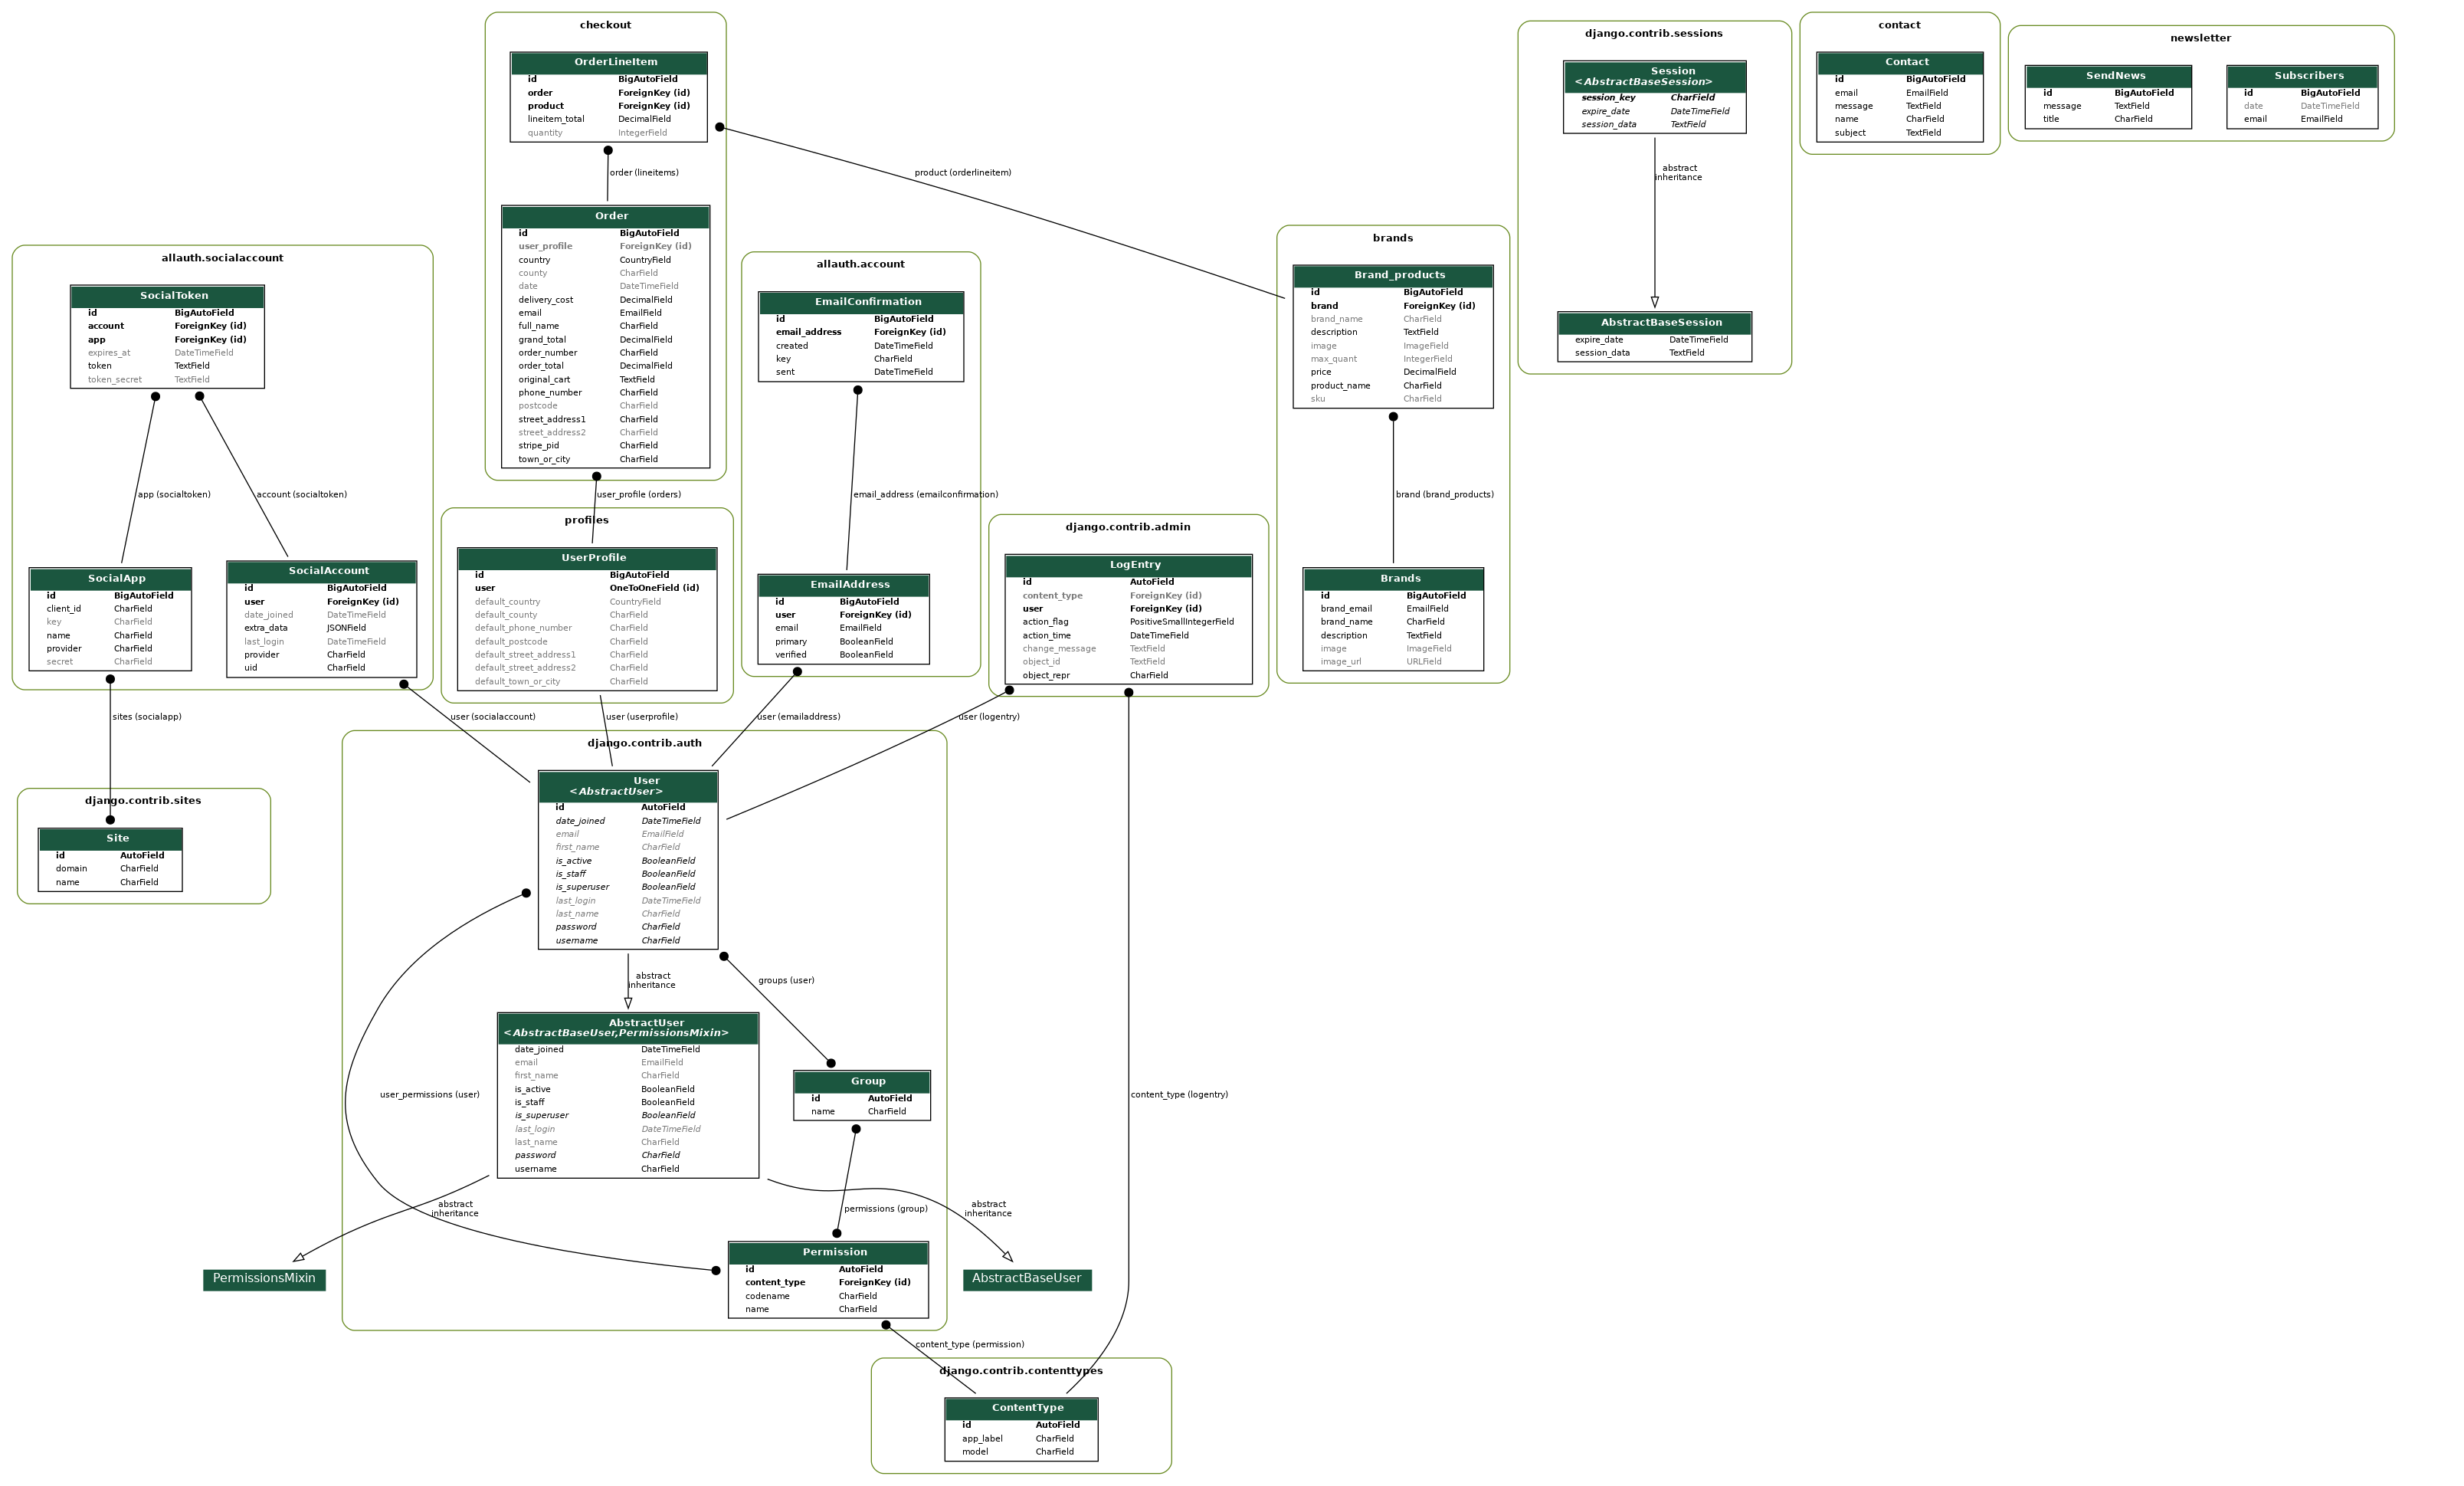 checkout
OrderLineItem
id BigAutoField
order ForeignKey (id)
product ForeignKey (id)
lineitem_total DecimalField
quantity IntegerField
order (lineitems)
product (orderlineitem)
Order
id BigAutoField
user_profile ForeignKey (id)
country CountryField
county CharField
date DateTimeField
delivery_cost DecimalField
email EmailField
full_name CharField
grand_total DecimalField
order_number CharField
order_total DecimalField
original_cart TextField
phone_number CharField
postcode CharField
street_address1 CharField
street_address2 CharField
stripe_pid CharField
town_or_city CharField
user_profile (orders)
django.contrib.sessions
Session
<AbstractBaseSession>
session_key CharField
expire_date DateTimeField
session_data TextField
abstract
inheritance
AbstractBaseSession
expire_date DateTimeField
session_data TextField
contact
Contact
id BigAutoField
email EmailField
message TextField
name CharField
subject TextField
newsletter
SendNews
id BigAutoField
message TextField
title CharField
Subscribers
id BigAutoField
date DateTimeField
email EmailField
allauth.socialaccount
SocialToken
id BigAutoField
account ForeignKey (id)
app ForeignKey (id)
expires_at DateTimeField
token TextField
token_secret TextField
app (socialtoken)
account (socialtoken)
SocialApp
id BigAutoField
client_id CharField
key CharField
name CharField
provider CharField
secret CharField
SocialAccount
id BigAutoField
user ForeignKey (id)
date_joined DateTimeField
extra_data JSONField
last_login DateTimeField
provider CharField
uid CharField
sites (socialapp)
user (socialaccount)
allauth.account
EmailConfirmation
id BigAutoField
email_address ForeignKey (id)
created DateTimeField
key CharField
sent DateTimeField
email_address (emailconfirmation)
EmailAddress
id BigAutoField
user ForeignKey (id)
email EmailField
primary BooleanField
verified BooleanField
user (emailaddress)
brands
Brand_products
id BigAutoField
brand ForeignKey (id)
brand_name CharField
description TextField
image ImageField
max_quant IntegerField
price DecimalField
product_name CharField
sku CharField
brand (brand_products)
Brands
id BigAutoField
brand_email EmailField
brand_name CharField
description TextField
image ImageField
image_url URLField
profiles
UserProfile
id BigAutoField
user OneToOneField (id)
default_country CountryField
default_county CharField
default_phone_number CharField
default_postcode CharField
default_street_address1 CharField
default_street_address2 CharField
default_town_or_city CharField
user (userprofile)
django.contrib.admin
LogEntry
id AutoField
content_type ForeignKey (id)
user ForeignKey (id)
action_flag PositiveSmallIntegerField
action_time DateTimeField
change_message TextField
object_id TextField
object_repr CharField
user (logentry)
content_type (logentry)
django.contrib.sites
Site
id AutoField
domain CharField
name CharField
django.contrib.auth
User
<AbstractUser>
id AutoField
date_joined DateTimeField
email EmailField
first_name CharField
is_active BooleanField
is_staff BooleanField
is_superuser BooleanField
last_login DateTimeField
last_name CharField
password CharField
username CharField
abstract
inheritance
groups (user)
user_permissions (user)
AbstractUser
<AbstractBaseUser,PermissionsMixin>
date_joined DateTimeField
email EmailField
first_name CharField
is_active BooleanField
is_staff BooleanField
is_superuser BooleanField
last_login DateTimeField
last_name CharField
password CharField
username CharField
Group
id AutoField
name CharField
abstract
inheritance
permissions (group)
abstract
inheritance
PermissionsMixin
Permission
id AutoField
content_type ForeignKey (id)
codename CharField
name CharField
AbstractBaseUser
content_type (permission)
django.contrib.contenttypes
ContentType
id AutoField
app_label CharField
model CharField